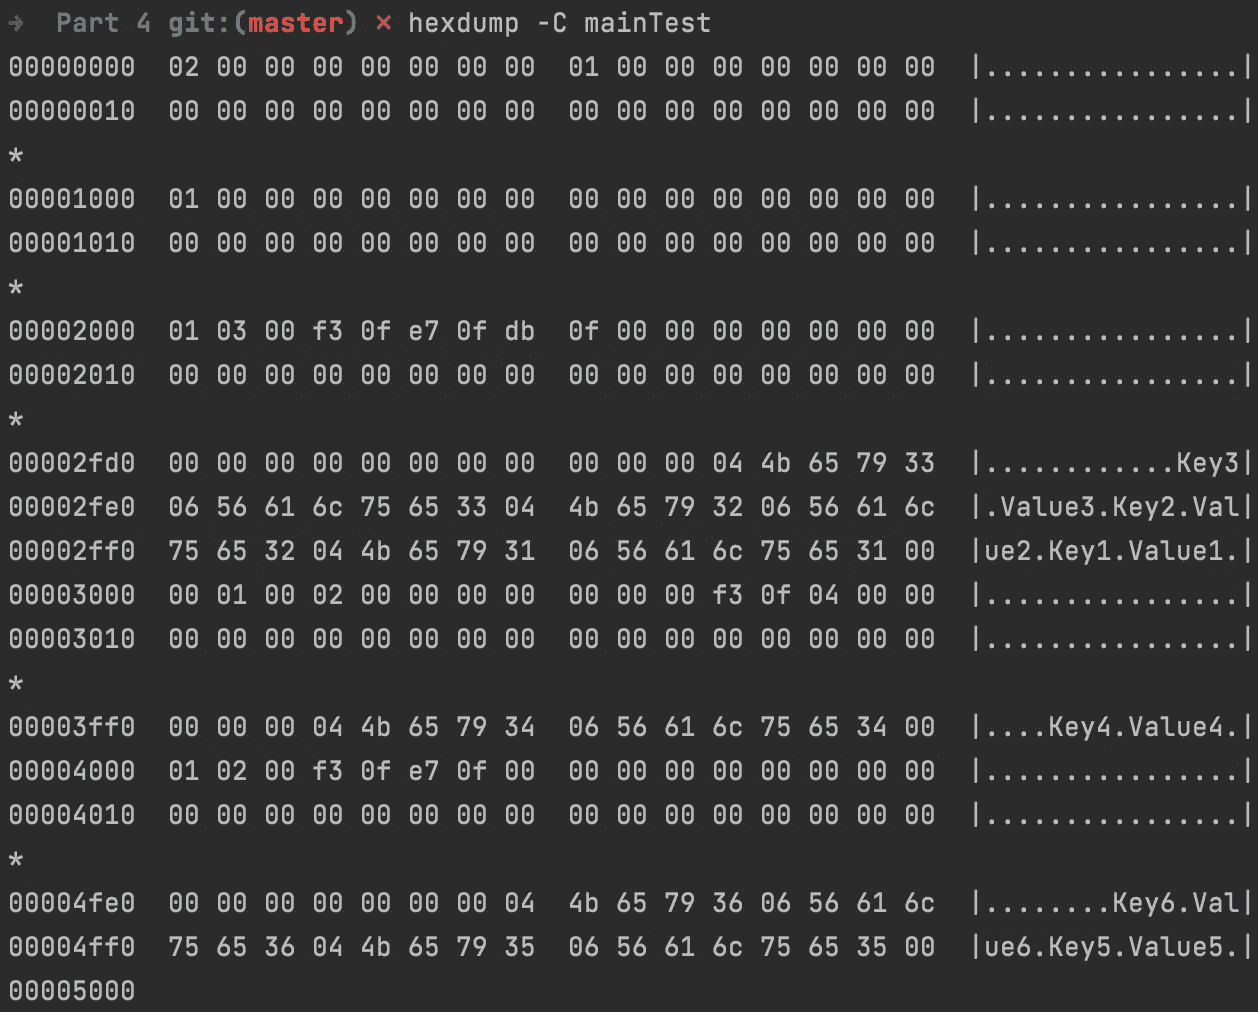 →  Part 4 git:(master) ✗ hexdump -C mainTest
00000000  02 00 00 00 00 00 00 00  01 00 00 00 00 00 00 00  |................|
00000010  00 00 00 00 00 00 00 00  00 00 00 00 00 00 00 00  |................|
*
00001000  01 00 00 00 00 00 00 00  00 00 00 00 00 00 00 00  |................|
00001010  00 00 00 00 00 00 00 00  00 00 00 00 00 00 00 00  |................|
*
00002000  01 03 00 f3 0f e7 0f db  0f 00 00 00 00 00 00 00  |................|
00002010  00 00 00 00 00 00 00 00  00 00 00 00 00 00 00 00  |................|
*
00002fd0  00 00 00 00 00 00 00 00  00 00 00 04 4b 65 79 33  |............Key3|
00002fe0  06 56 61 6c 75 65 33 04  4b 65 79 32 06 56 61 6c  |.Value3.Key2.Val|
00002ff0  75 65 32 04 4b 65 79 31  06 56 61 6c 75 65 31 00  |ue2.Key1.Value1.|
00003000  00 01 00 02 00 00 00 00  00 00 00 f3 0f 04 00 00  |................|
00003010  00 00 00 00 00 00 00 00  00 00 00 00 00 00 00 00  |................|
*
00003ff0  00 00 00 04 4b 65 79 34  06 56 61 6c 75 65 34 00  |....Key4.Value4.|
00004000  01 02 00 f3 0f e7 0f 00  00 00 00 00 00 00 00 00  |................|
00004010  00 00 00 00 00 00 00 00  00 00 00 00 00 00 00 00  |................|
*
00004fe0  00 00 00 00 00 00 00 04  4b 65 79 36 06 56 61 6c  |........Key6.Val|
00004ff0  75 65 36 04 4b 65 79 35  06 56 61 6c 75 65 35 00  |ue6.Key5.Value5.|
00005000